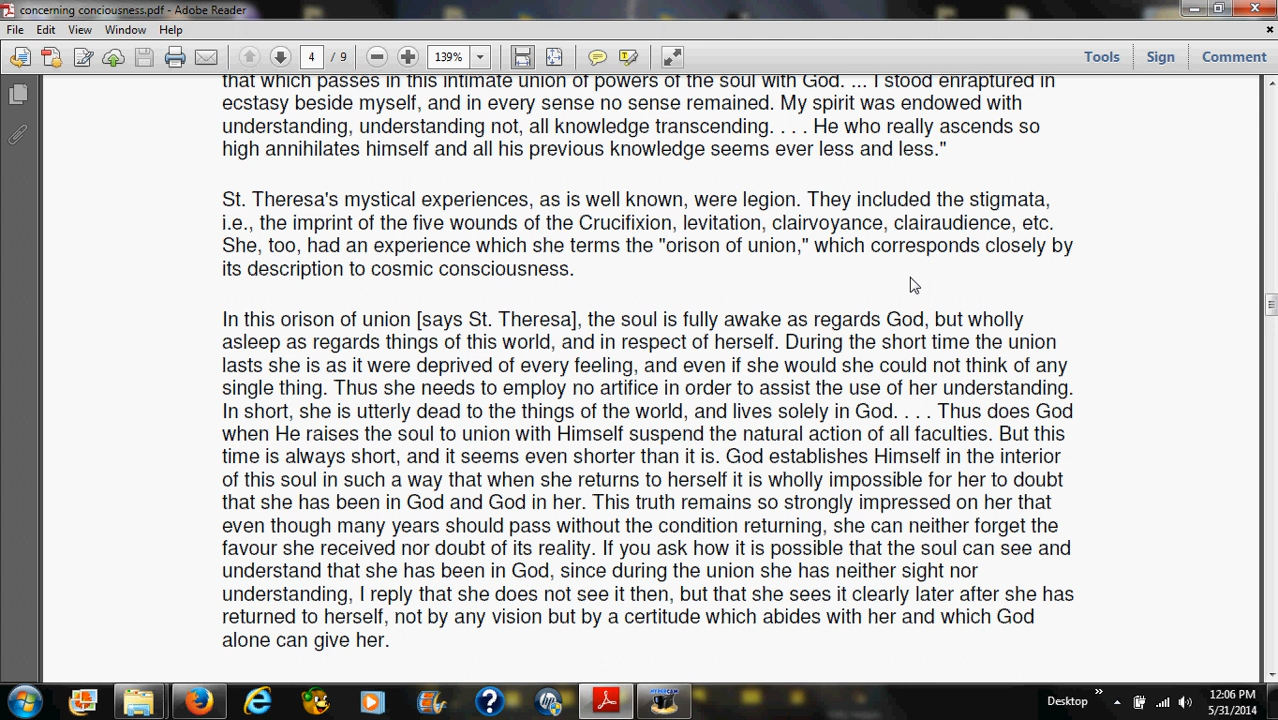 concerning conciousness.pdf - Adobe Reader
File Edit View Window Help
4 / 9 139% Tools Sign Comment
that which passes in this intimate union of powers of the soul with God. ... I stood enraptured in
ecstasy beside myself, and in every sense no sense remained. My spirit was endowed with
understanding, understanding not, all knowledge transcending. . . . He who really ascends so
high annihilates himself and all his previous knowledge seems ever less and less."
St. Theresa's mystical experiences, as is well known, were legion. They included the stigmata,
i.e., the imprint of the five wounds of the Crucifixion, levitation, clairvoyance, clairaudience, etc.
She, too, had an experience which she terms the "orison of union," which corresponds closely by
its description to cosmic consciousness.
In this orison of union [says St. Theresa], the soul is fully awake as regards God, but wholly
asleep as regards things of this world, and in respect of herself. During the short time the union
lasts she is as it were deprived of every feeling, and even if she would she could not think of any
single thing. Thus she needs to employ no artifice in order to assist the use of her understanding.
In short, she is utterly dead to the things of the world, and lives solely in God. . . . Thus does God
when He raises the soul to union with Himself suspend the natural action of all faculties. But this
time is always short, and it seems even shorter than it is. God establishes Himself in the interior
of this soul in such a way that when she returns to herself it is wholly impossible for her to doubt
that she has been in God and God in her. This truth remains so strongly impressed on her that
even though many years should pass without the condition returning, she can neither forget the
favour she received nor doubt of its reality. If you ask how it is possible that the soul can see and
understand that she has been in God, since during the union she has neither sight nor
understanding, I reply that she does not see it then, but that she sees it clearly later after she has
returned to herself, not by any vision but by a certitude which abides with her and which God
alone can give her.
Desktop
12:06 PM
5/31/2014